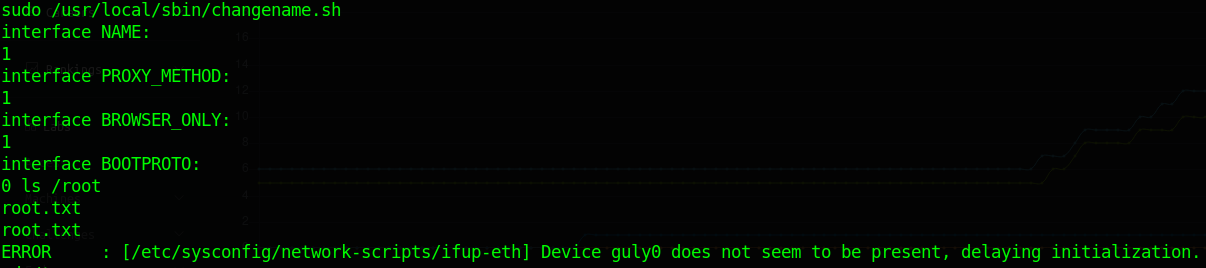 sudo /usr/local/sbin/changename.sh
interface NAME:
1
interface PROXY_METHOD:
1
interface BROWSER_ONLY:
1
interface BOOTPROTO:
0 ls /root
root.txt
root.txt
ERROR     : [/etc/sysconfig/network-scripts/ifup-eth] Device guly0 does not seem to be present, delaying initialization.